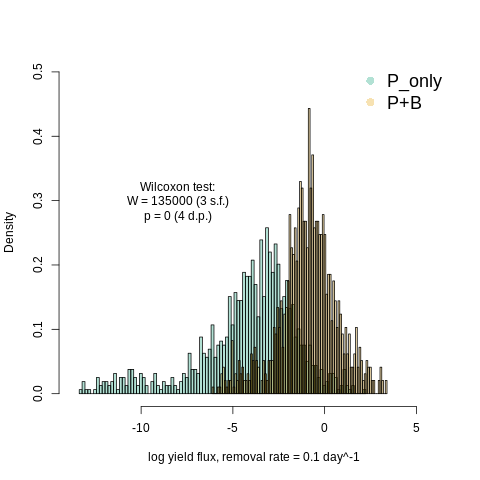 P_only
P+B
Wilcoxon test:
W = 135000 (3 s.f.)
p = 0 (4 d.p.)
Density
0.5
0.4
0.3
0.2
0.1
0.0
-10
-5
0
5
log yield flux, removal rate = 0.1 day^-1